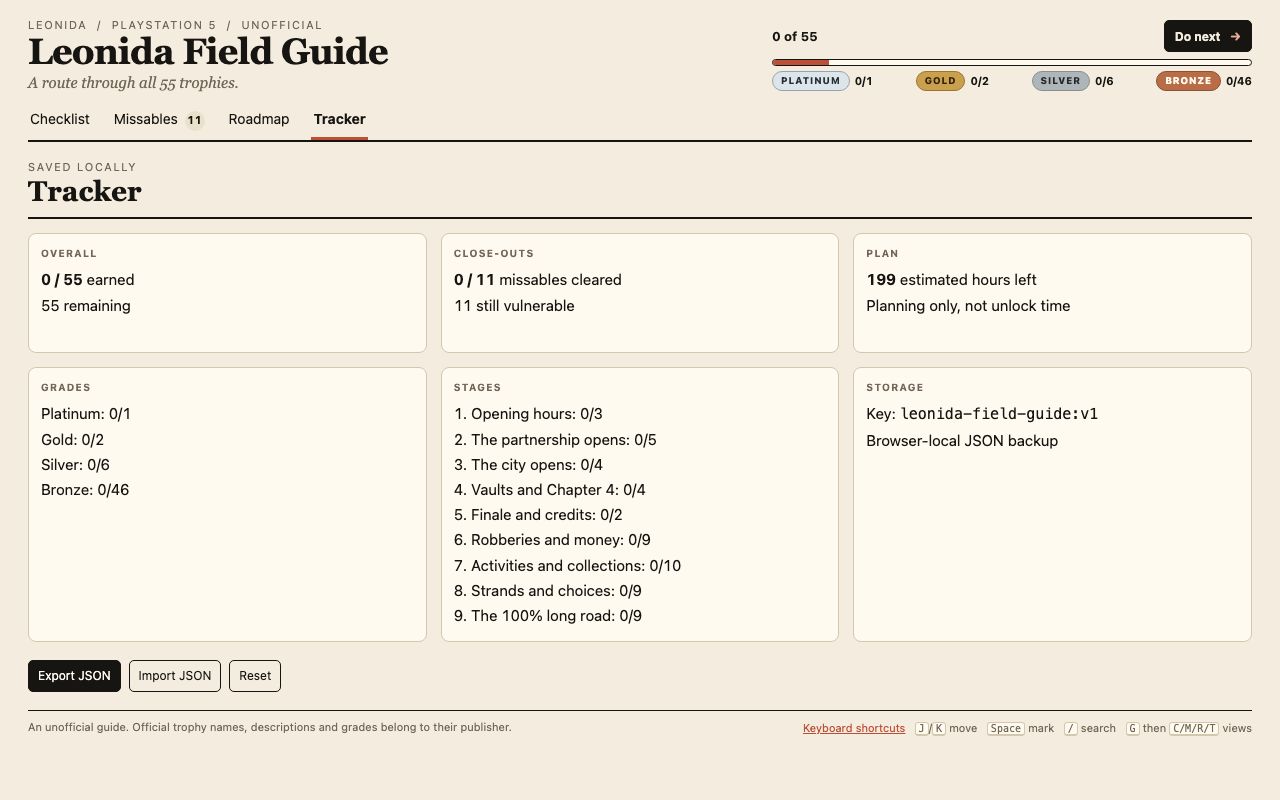 LEONIDA / PLAYSTATION 5 / UNOFFICIAL
Leonida Field Guide
A route through all 55 trophies.
0 of 55
Do next →
PLATINUM 0/1 GOLD 0/2 SILVER 0/6 BRONZE 0/46
Checklist Missables 11 Roadmap Tracker
SAVED LOCALLY
Tracker
OVERALL
0 / 55 earned
55 remaining
CLOSE-OUTS
0 / 11 missables cleared
11 still vulnerable
PLAN
199 estimated hours left
Planning only, not unlock time
GRADES
Platinum: 0/1
Gold: 0/2
Silver: 0/6
Bronze: 0/46
STAGES
1. Opening hours: 0/3
2. The partnership opens: 0/5
3. The city opens: 0/4
4. Vaults and Chapter 4: 0/4
5. Finale and credits: 0/2
6. Robberies and money: 0/9
7. Activities and collections: 0/10
8. Strands and choices: 0/9
9. The 100% long road: 0/9
STORAGE
Key: leonida-field-guide:v1
Browser-local JSON backup
Export JSON Import JSON Reset
An unofficial guide. Official trophy names, descriptions and grades belong to their publisher.
Keyboard shortcuts J/K move Space mark / search G then C/M/R/T views